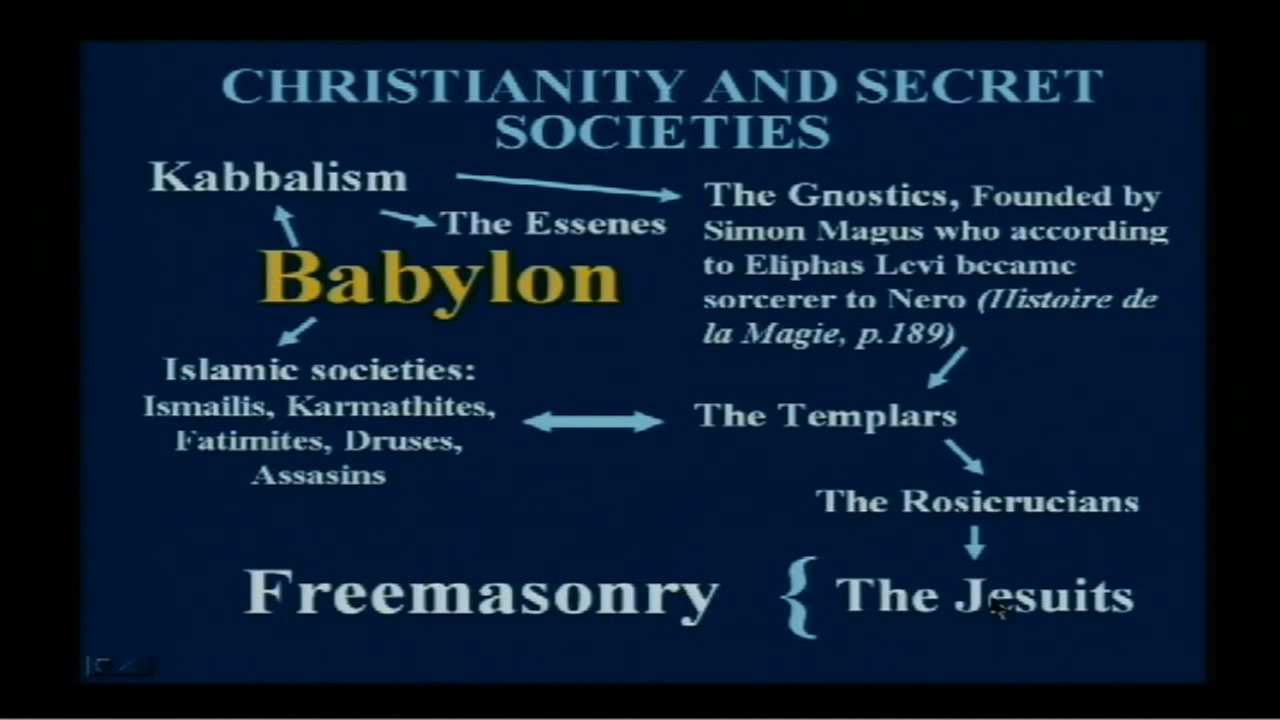 CHRISTIANITY AND SECRET
SOCIETIES
Kabbalism
The Essenes
Babylon
The Gnostics, Founded by
Simon Magus who according
to Eliphas Levi became
sorcerer to Nero (Histoire de
la Magie, p.189)
Islamic societies:
Ismailis, Karmathites,
Fatimites, Druses,
Assasins
The Templars
The Rosicrucians
Freemasonry { The Jesuits